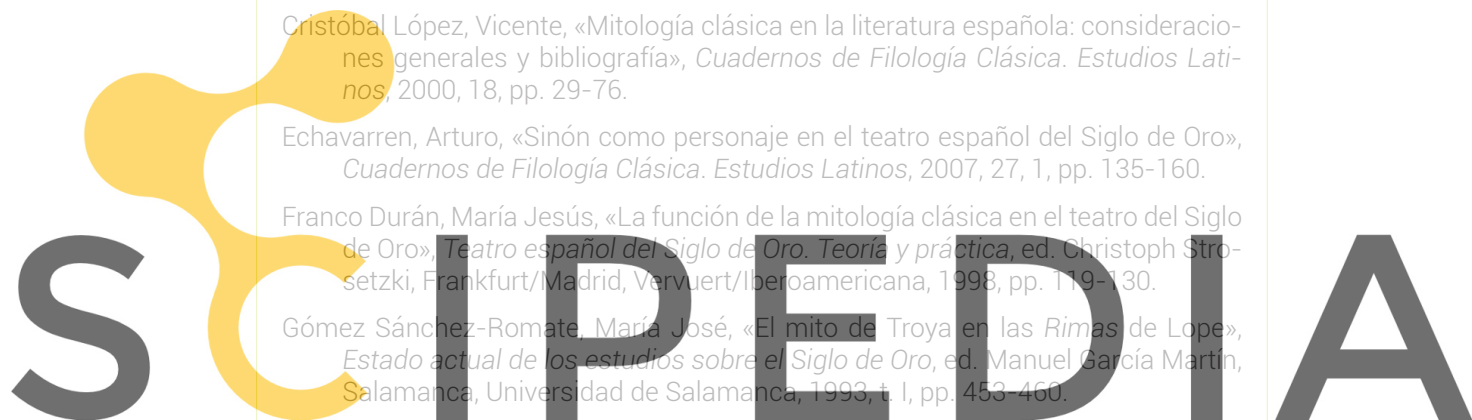 Cristóbal López, Vicente, «Mitología clásica en la literatura española: consideracio-
nes generales y bibliografía», Cuadernos de Filología Clásica. Estudios Lati-
nos, 2000, 18, pp. 29-76.
Echavarren, Arturo, «Sinón como personaje en el teatro español del Siglo de Oro»,
Cuadernos de Filología Clásica. Estudios Latinos, 2007, 27, 1, pp. 135-160.
Franco Durán, María Jesús, «La función de la mitología clásica en el teatro del Siglo
de Oro», Teatro español del Siglo de Oro. Teoría y práctica, ed. Christoph Stro-
setzki, Frankfurt/Madrid, Vervuert/Iberoamericana, 1998, pp. 119-130.
Gómez Sánchez-Romate, María José, «El mito de Troya en las Rimas de Lope»,
Estado actual de los estudios sobre el Siglo de Oro, ed. Manuel García Martín,
Salamanca, Universidad de Salamanca, 1993, t. I, pp. 453-460.
SCIPEDIA